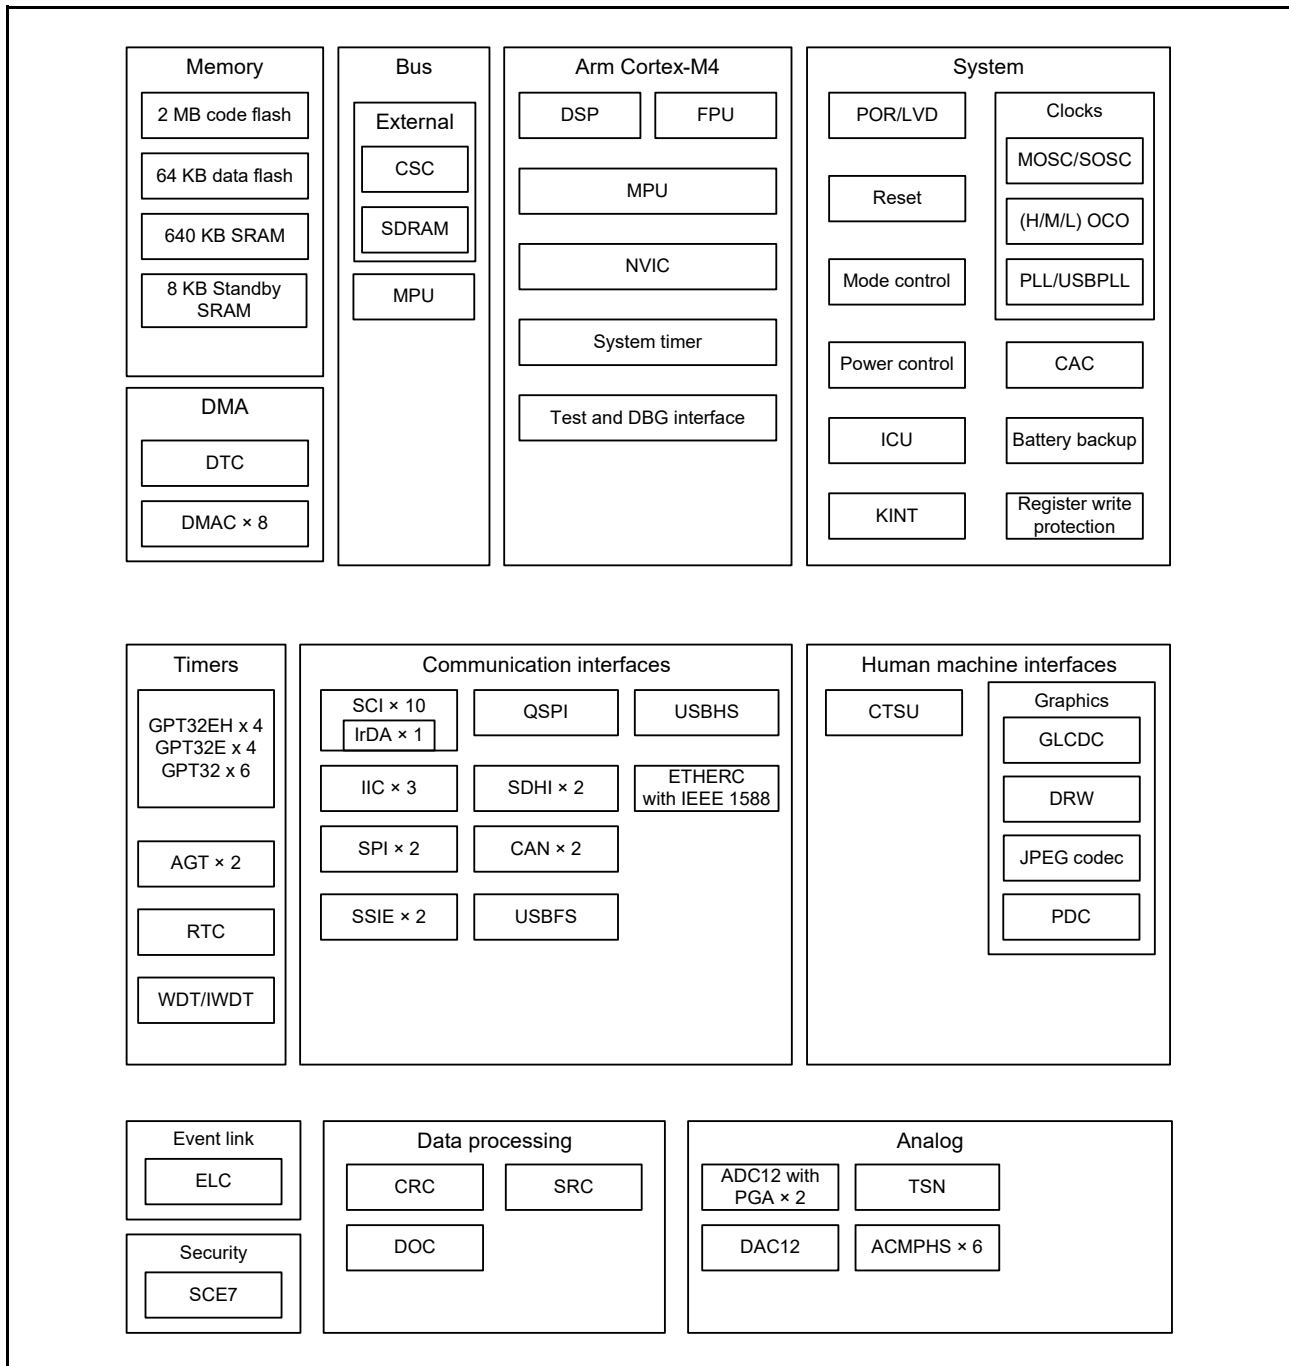 Memory
2 MB code flash
64 KB data flash
640 KB SRAM
8 KB Standby
SRAM
DMA
DTC
DMAC × 8
Bus
External
CSC
SDRAM
MPU
Arm Cortex-M4
DSP
FPU
MPU
NVIC
System timer
Test and DBG interface
System
POR/LVD
Reset
Mode control
Power control
ICU
KINT
Clocks
MOSC/SOSC
(H/M/L) OCO
PLL/USBPLL
CAC
Battery backup
Register write
protection
Timers
GPT32EH x 4
GPT32E x 4
GPT32 x 6
AGT × 2
RTC
WDT/IWDT
Communication interfaces
SCI × 10
IrDA × 1
IIC × 3
SPI × 2
SSIE × 2
QSPI
SDHI × 2
CAN × 2
USBFS
USBHS
ETHERC
with IEEE 1588
Human machine interfaces
CTSU
Graphics
GLCDC
DRW
JPEG codec
PDC
Event link
ELC
Security
SCE7
Data processing
CRC
SRC
DOC
Analog
ADC12 with
PGA × 2
TSN
DAC12
ACMPHS × 6